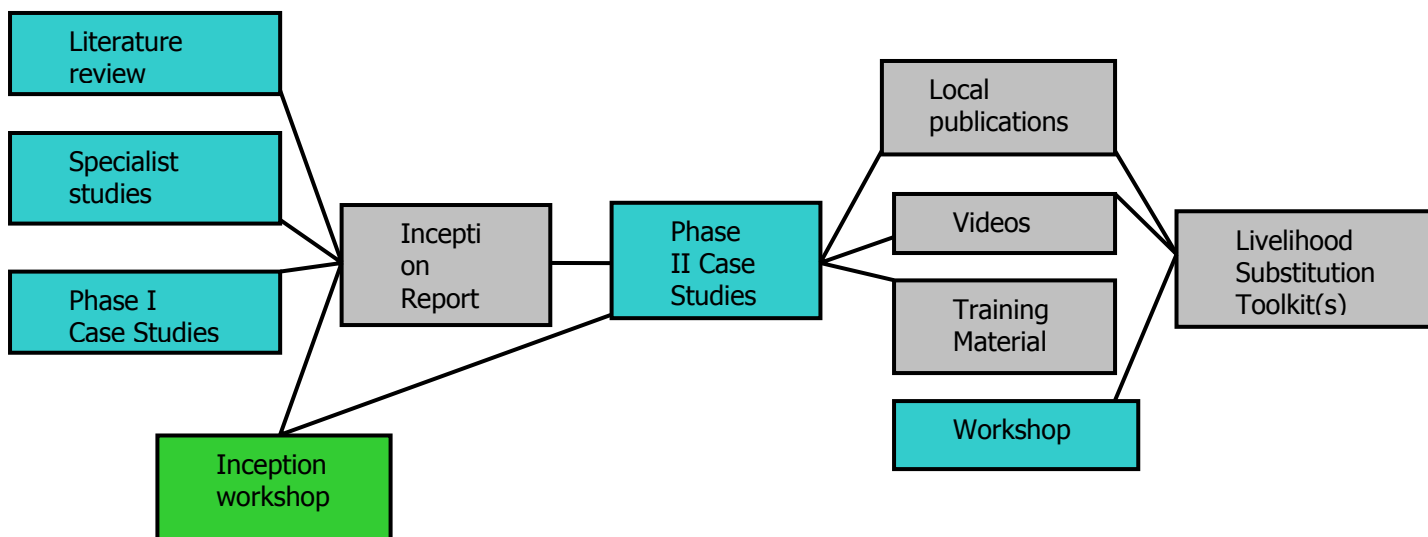 Literature
review
Specialist
studies
Phase I
Case Studies
Inception
workshop
Incepti
on
Report
Phase
II Case
Studies
Local
publications
Videos
Training
Material
Workshop
Livelihood
Substitution
Toolkit(s)